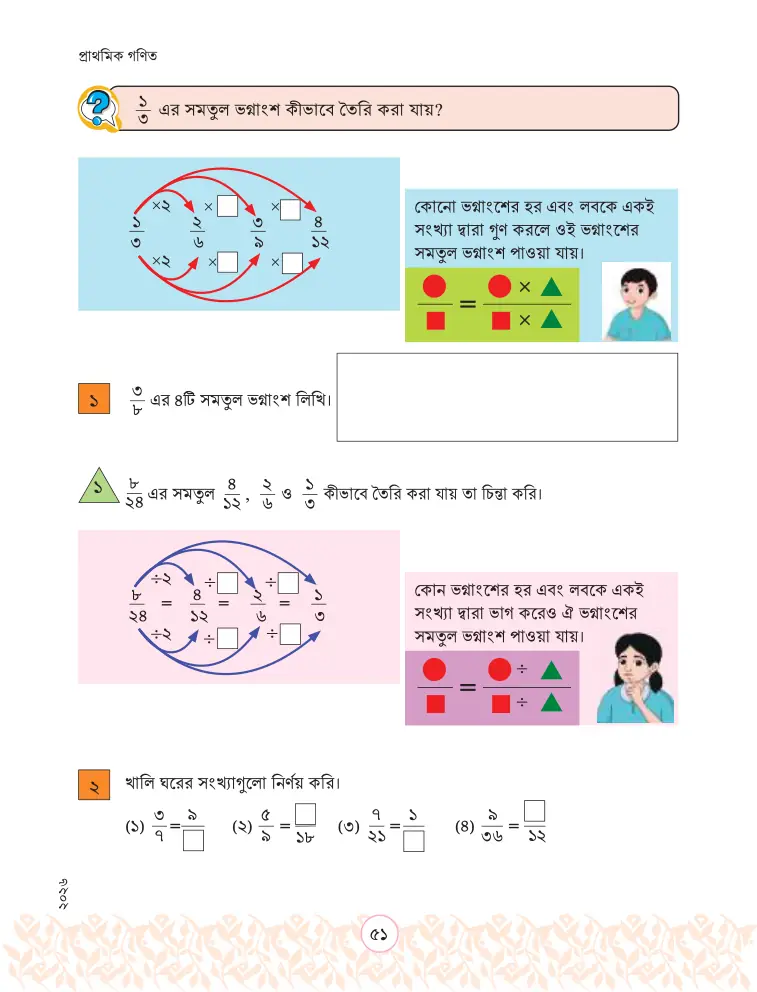 প্রাথমিক গণিত
১/৩ এর সমতুল ভগ্নাংশ কীভাবে তৈরি করা যায়?
×২ × ×
১/৩ ২/৬ ৩/৯ ৪/১২
×২ × ×
কোনো ভগ্নাংশের হর এবং লবকে একই
সংখ্যা দ্বারা গুণ করলে ওই ভগ্নাংশের
সমতুল ভগ্নাংশ পাওয়া যায়।
= ×
×
১ ৩/৮ এর ৪টি সমতুল ভগ্নাংশ লিখি।
১ ৮/২৪ এর সমতুল ৪/১২, ২/৬ ও ১/৩ কীভাবে তৈরি করা যায় তা চিন্তা করি।
÷২ ÷ ÷
৮/২৪ = ৪/১২ = ২/৬ = ১/৩
÷২ ÷ ÷
কোন ভগ্নাংশের হর এবং লবকে একই
সংখ্যা দ্বারা ভাগ করেও ঐ ভগ্নাংশের
সমতুল ভগ্নাংশ পাওয়া যায়।
= ÷
÷
২ খালি ঘরের সংখ্যাগুলো নির্ণয় করি।
(১) ৩/৭ = ৯/□ (২) ৫/৯ = □/১৮ (৩) ৭/২১ = ১/□ (৪) ৯/৩৬ = □/১২
২০২৬
৫১